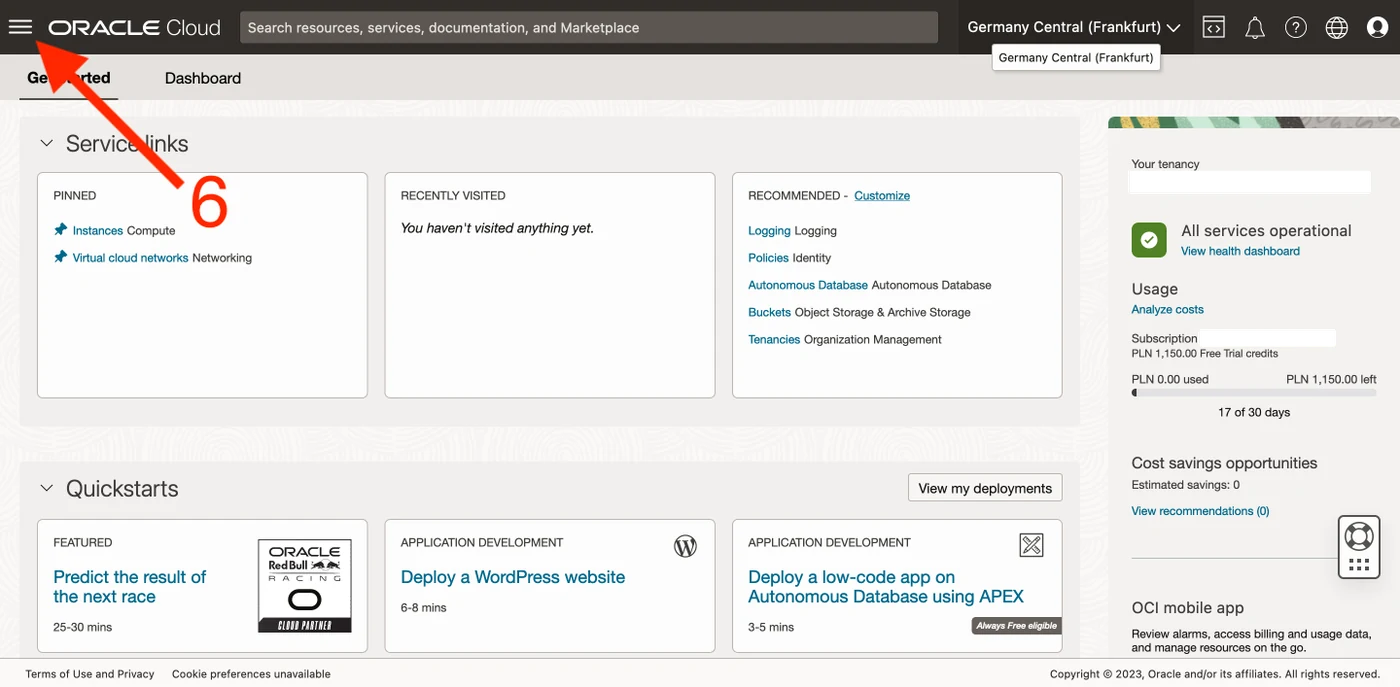 ORACLE Cloud
Search resources, services, documentation, and Marketplace
Germany Central (Frankfurt)
Germany Central (Frankfurt)
Get started
Dashboard
6
Service links
PINNED
Instances Compute
Virtual cloud networks Networking
RECENTLY VISITED
You haven't visited anything yet.
RECOMMENDED - Customize
Logging Logging
Policies Identity
Autonomous Database Autonomous Database
Buckets Object Storage & Archive Storage
Tenancies Organization Management
Quickstarts
View my deployments
FEATURED
Predict the result of
the next race
25-30 mins
ORACLE
Red Bull
RACING
CLOUD PARTNER
APPLICATION DEVELOPMENT
Deploy a WordPress website
6-8 mins
APPLICATION DEVELOPMENT
Deploy a low-code app on
Autonomous Database using APEX
3-5 mins
Always Free eligible
Your tenancy
All services operational
View health dashboard
Usage
Analyze costs
Subscription
PLN 1,150.00 Free Trial credits
PLN 0.00 used
PLN 1,150.00 left
17 of 30 days
Cost savings opportunities
Estimated savings: 0
View recommendations (0)
OCI mobile app
Review alarms, access billing and usage data,
and manage resources on the go.
Terms of Use and Privacy
Cookie preferences unavailable
Copyright © 2023, Oracle and/or its affiliates. All rights reserved.